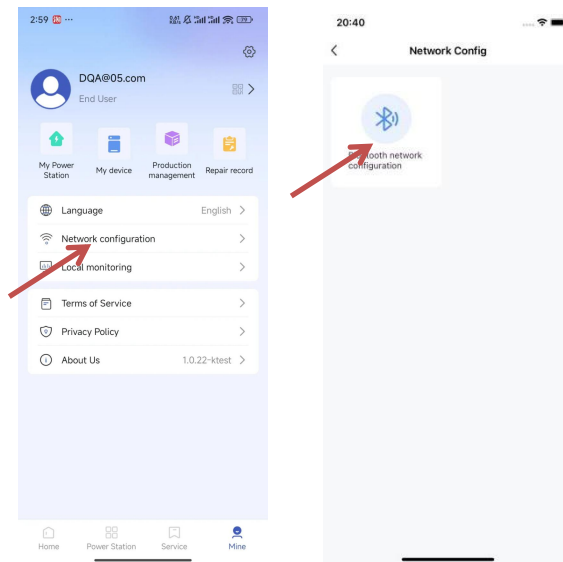 2:59
DQA@05.com
End User
My Power
Station
My device
Production
management
Repair record
Language
English
Network configuration
Local monitoring
Terms of Service
Privacy Policy
About Us
1.0.22-ktest
Home
Power Station
Service
Mine
20:40
Network Config
Bluetooth network
configuration